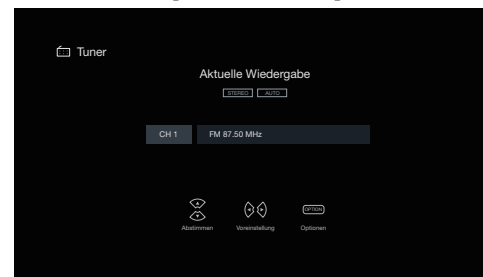 Tuner
Aktuelle Wiedergabe
STEREO AUTO
CH 1 FM 87.50 MHz
OPTION
Abstimmen Voreinstellung Optionen